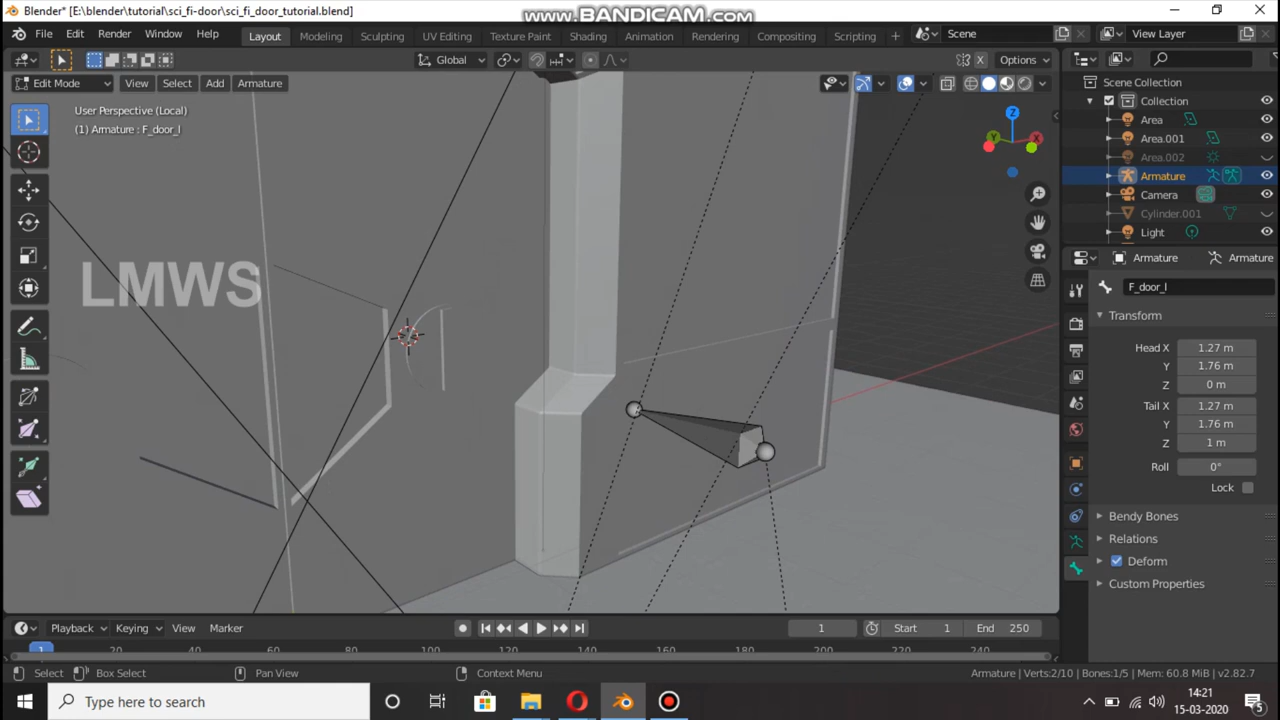 Blender* [E:\blender\tutorial\sci_fi-door\sci_fi_door_tutorial.blend]
www.BANDICAM.com
File Edit Render Window Help
Layout Modeling Sculpting UV Editing Texture Paint Shading Animation Rendering Compositing Scripting
Scene
View Layer
Global
Options
Edit Mode View Select Add Armature
User Perspective (Local)
(1) Armature : F_door_l
LMWS
X
Y
Z
Scene Collection
Collection
Area
Area.001
Area.002
Armature
Camera
Cylinder.001
Light
Armature
Armature
F_door_l
Transform
Head X 1.27 m
Y 1.76 m
Z 0 m
Tail X 1.27 m
Y 1.76 m
Z 1 m
Roll 0°
Lock
Bendy Bones
Relations
Deform
Custom Properties
Playback Keying View Marker
1
Start 1
End 250
1 20 40 60 80 100 120 140 160 180 200 220 240
Select Box Select Pan View Context Menu
Armature | Verts:2/10 | Bones:1/5 | Mem: 60.8 MiB | v2.82.7
Type here to search
14:21
15-03-2020
5